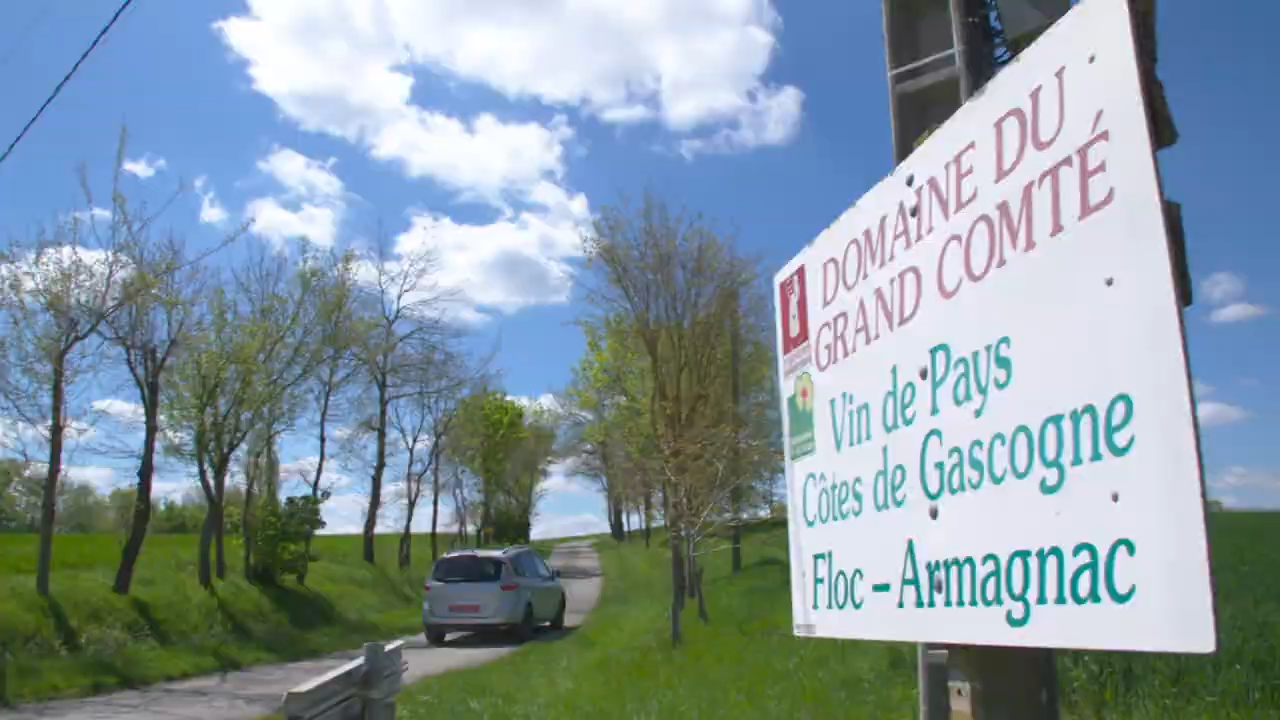 DOMAINE DU
GRAND COMTÉ
Vin de Pays
Côtes de Gascogne
Floc – Armagnac